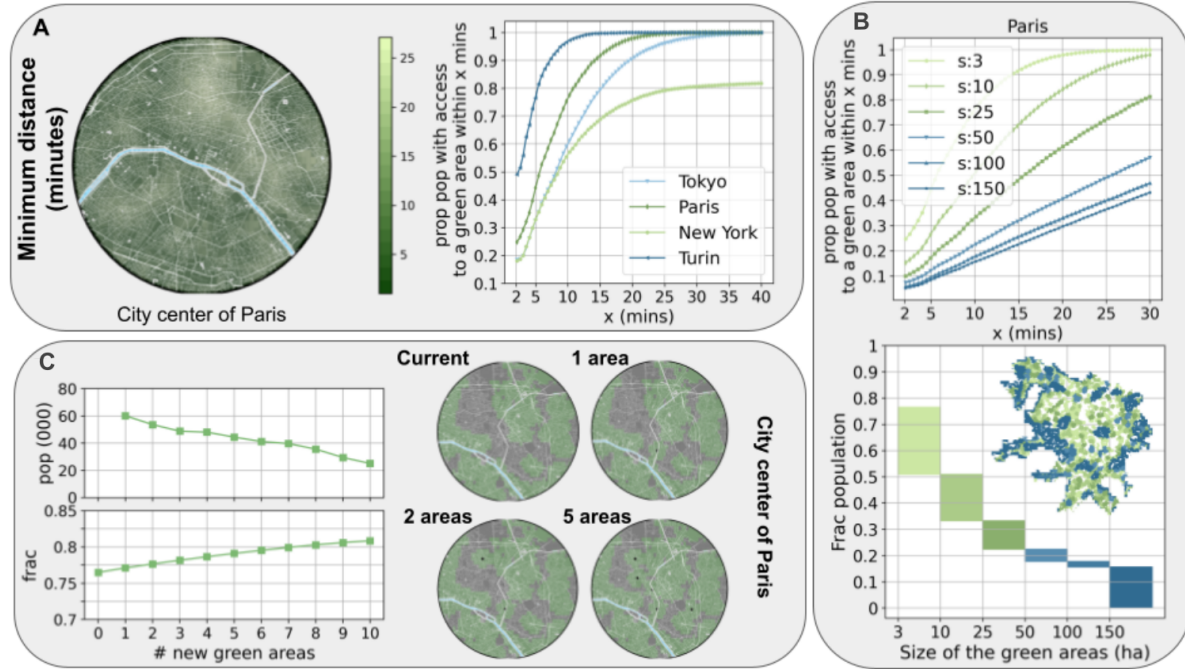 A
Minimum distance
(minutes)
25
20
15
10
5
City center of Paris
prop pop with access
to a green area within x mins
1
0.9
0.8
0.7
0.6
0.5
0.4
0.3
0.2
0.1
Tokyo
Paris
New York
Turin
2 5 10 15 20 25 30 35 40
x (mins)
B
Paris
prop pop with access
to a green area within x mins
1
0.9
0.8
0.7
0.6
0.5
0.4
0.3
0.2
0.1
s:3
s:10
s:25
s:50
s:100
s:150
2 5 10 15 20 25 30
x (mins)
Frac population
1
0.9
0.8
0.7
0.6
0.5
0.4
0.3
0.2
0.1
0
3 10 25 50 100 150
Size of the green areas (ha)
C
pop (000)
80
60
40
20
0
frac
0.85
0.8
0.75
0.7
0 1 2 3 4 5 6 7 8 9 10
# new green areas
Current
1 area
2 areas
5 areas
City center of Paris